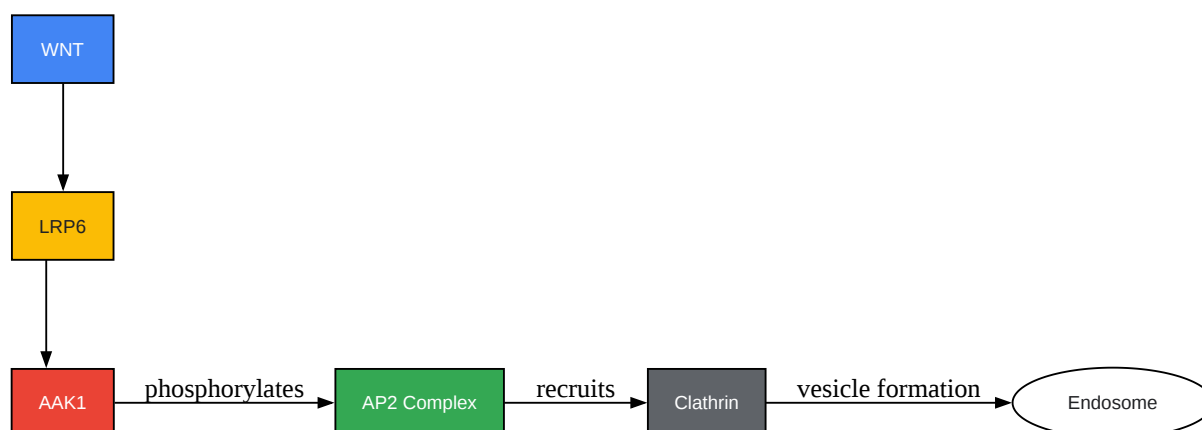 WNT
LRP6
AAK1 phosphorylates AP2 Complex recruits Clathrin vesicle formation Endosome